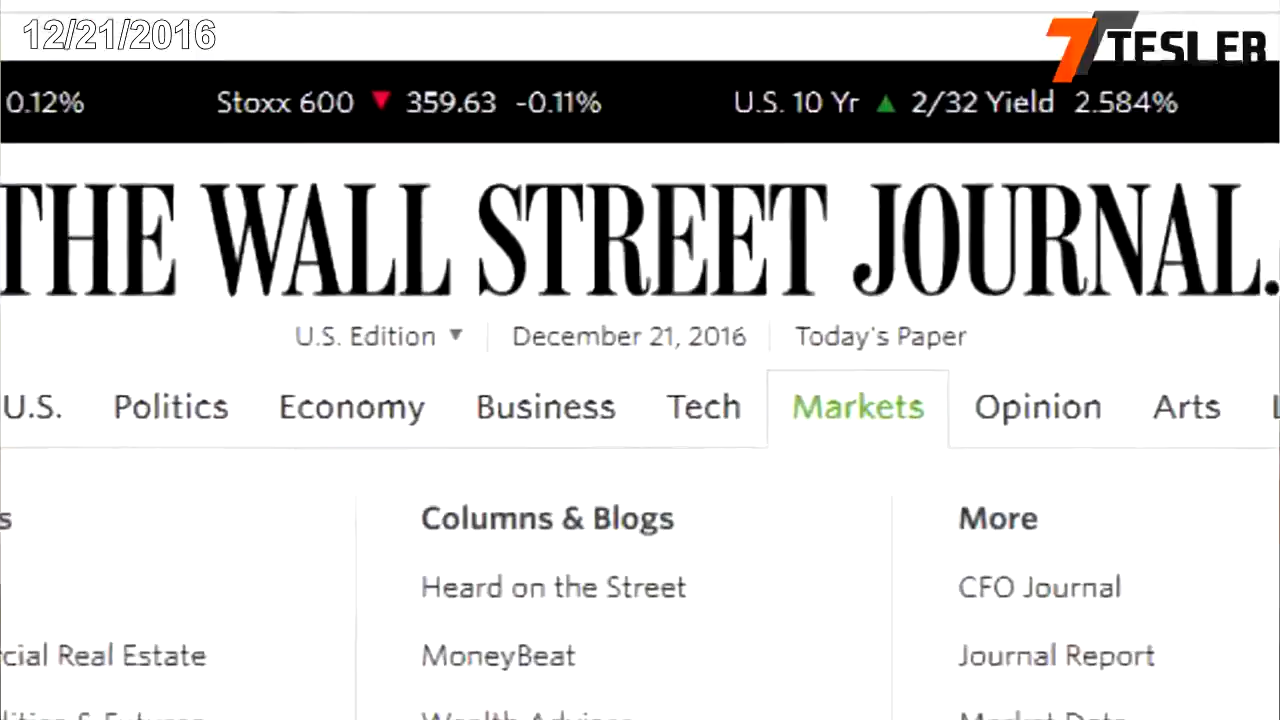 12/21/2016
TESLER
0.12% Stoxx 600 ▼ 359.63 -0.11% U.S. 10 Yr ▲ 2/32 Yield 2.584%
THE WALL STREET JOURNAL.
U.S. Edition ▼ December 21, 2016 Today's Paper
U.S. Politics Economy Business Tech Markets Opinion Arts
Columns & Blogs More
Heard on the Street CFO Journal
Real Estate MoneyBeat Journal Report